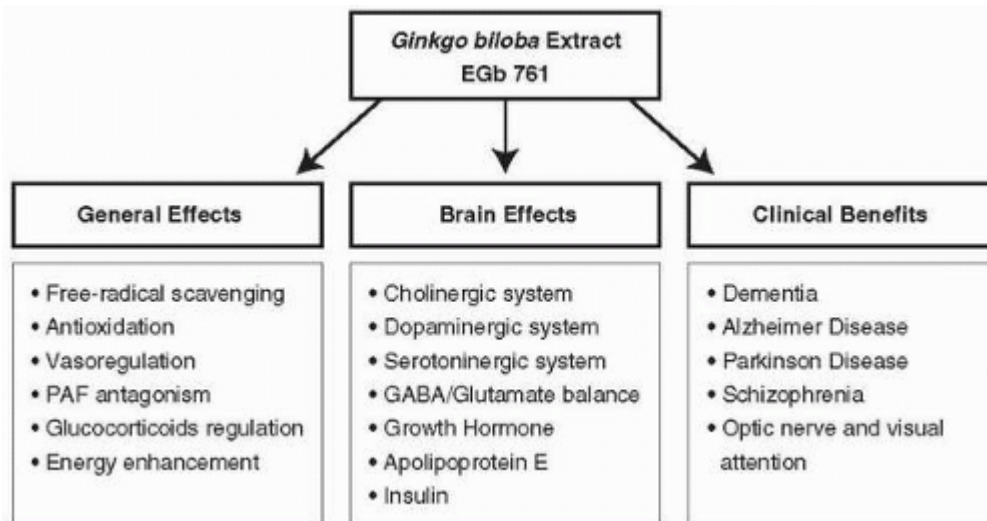 Ginkgo biloba Extract
EGb 761
General Effects
• Free-radical scavenging
• Antioxidation
• Vasoregulation
• PAF antagonism
• Glucocorticoids regulation
• Energy enhancement
Brain Effects
• Cholinergic system
• Dopaminergic system
• Serotoninergic system
• GABA/Glutamate balance
• Growth Hormone
• Apolipoprotein E
• Insulin
Clinical Benefits
• Dementia
• Alzheimer Disease
• Parkinson Disease
• Schizophrenia
• Optic nerve and visual
attention